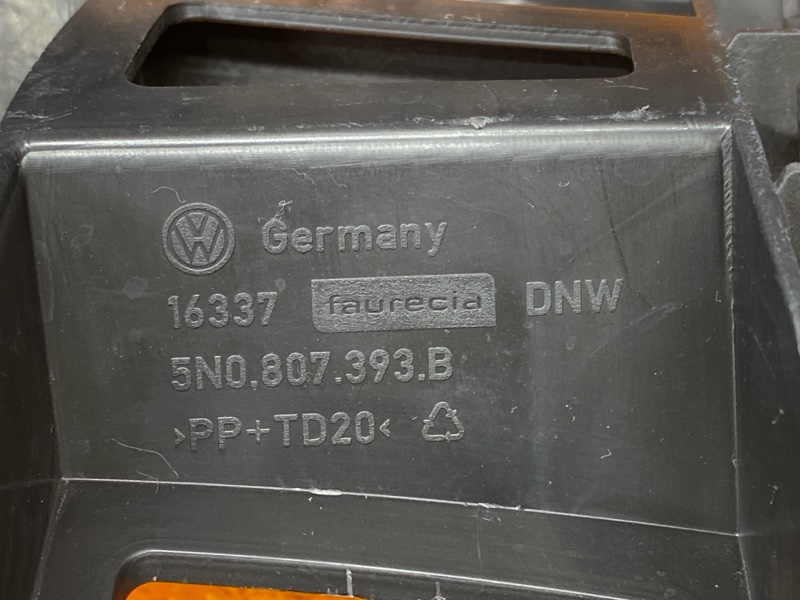 Germany
16337 faurecia DNW
5N0.807.393.B
>PP+TD20<